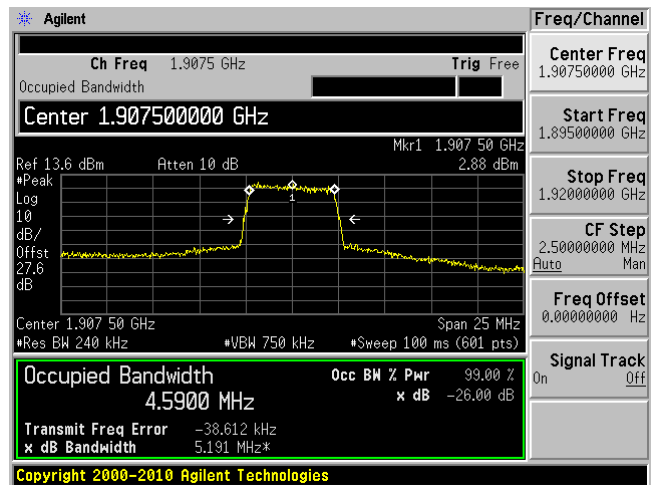 Agilent
Freq/Channel
Ch Freq 1.9075 GHz Trig Free
Occupied Bandwidth
Center 1.907500000 GHz
Mkr1 1.907 50 GHz
Ref 13.6 dBm Atten 10 dB 2.88 dBm
#Peak
Log
10
dB/
Offst
27.6
dB
1
Center 1.907 50 GHz Span 25 MHz
#Res BW 240 kHz #VBW 750 kHz #Sweep 100 ms (601 pts)
Occupied Bandwidth
4.5900 MHz
Occ BW % Pwr 99.00 %
x dB -26.00 dB
Transmit Freq Error -38.612 kHz
x dB Bandwidth 5.191 MHz*
Center Freq
1.90750000 GHz
Start Freq
1.89500000 GHz
Stop Freq
1.92000000 GHz
CF Step
2.50000000 MHz
Auto Man
Freq Offset
0.00000000 Hz
Signal Track
On Off
Copyright 2000-2010 Agilent Technologies